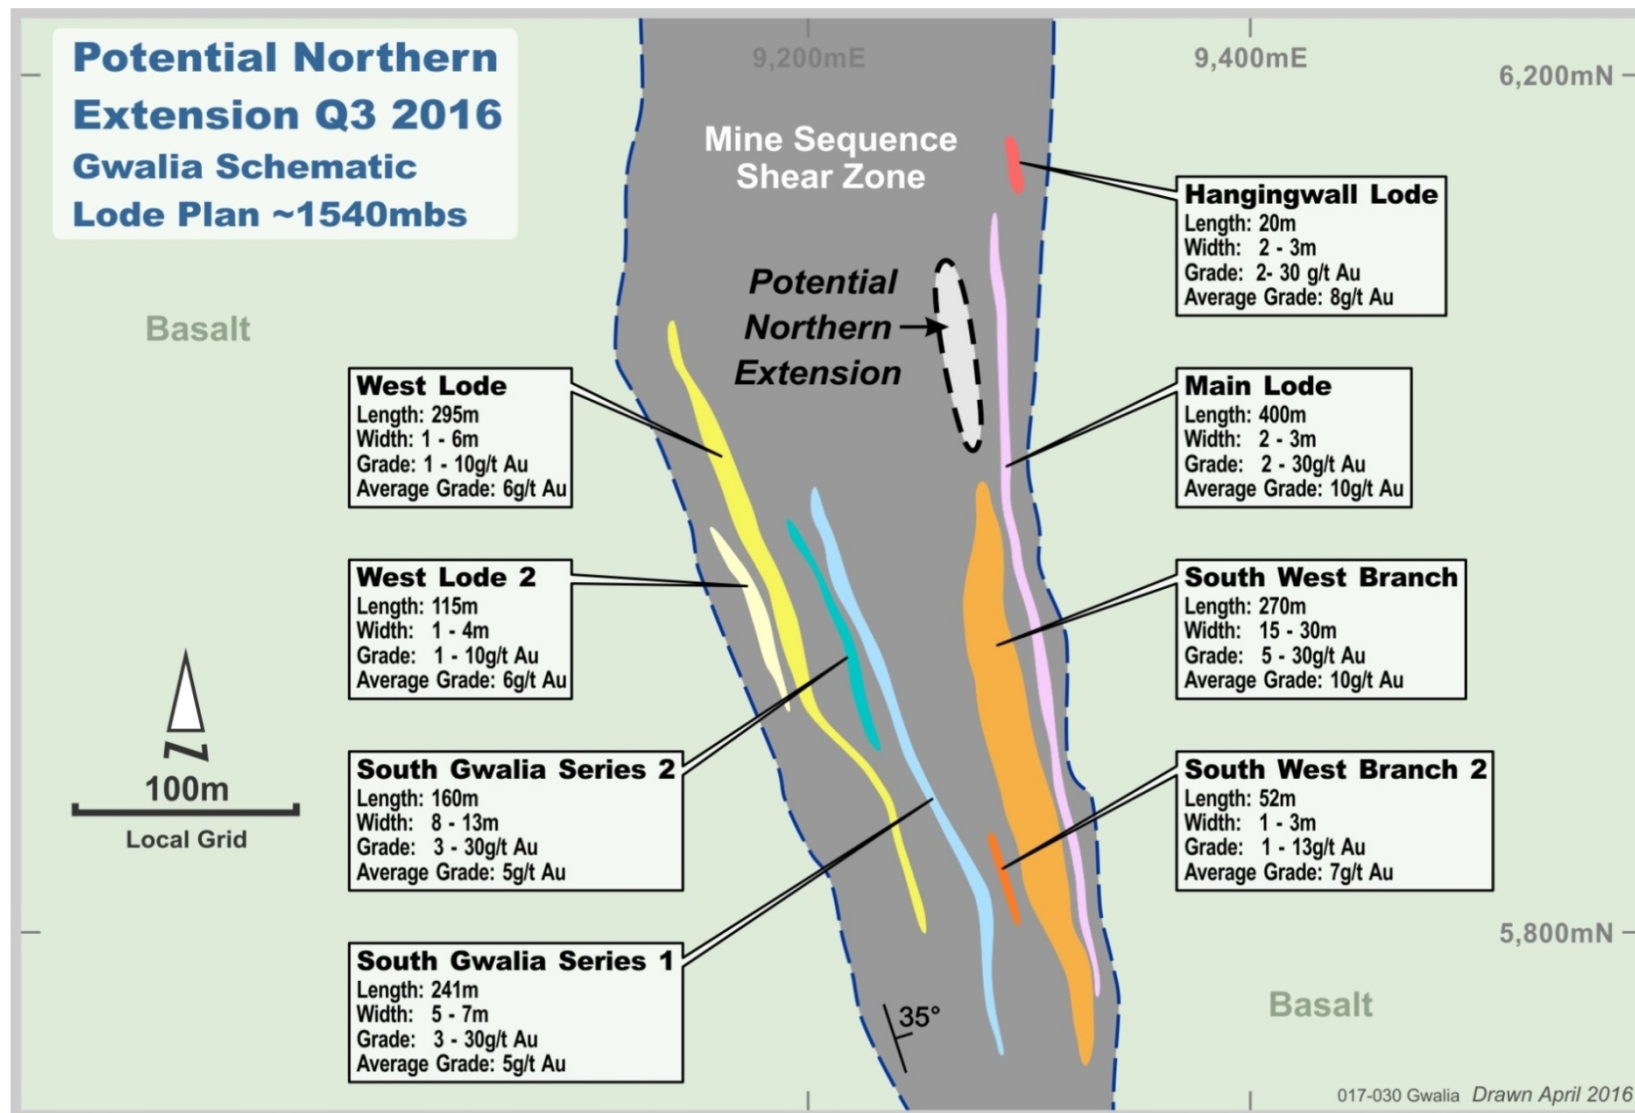 Potential Northern
Extension Q3 2016
Gwalia Schematic
Lode Plan ~1540mbs
9,200mE
9,400mE
6,200mN
Mine Sequence
Shear Zone
Hangingwall Lode
Length: 20m
Width: 2 - 3m
Grade: 2- 30 g/t Au
Average Grade: 8g/t Au
Potential
Northern
Extension
Basalt
West Lode
Length: 295m
Width: 1 - 6m
Grade: 1 - 10g/t Au
Average Grade: 6g/t Au
Main Lode
Length: 400m
Width: 2 - 3m
Grade: 2 - 30g/t Au
Average Grade: 10g/t Au
West Lode 2
Length: 115m
Width: 1 - 4m
Grade: 1 - 10g/t Au
Average Grade: 6g/t Au
South West Branch
Length: 270m
Width: 15 - 30m
Grade: 5 - 30g/t Au
Average Grade: 10g/t Au
N
100m
Local Grid
South Gwalia Series 2
Length: 160m
Width: 8 - 13m
Grade: 3 - 30g/t Au
Average Grade: 5g/t Au
South West Branch 2
Length: 52m
Width: 1 - 3m
Grade: 1 - 13g/t Au
Average Grade: 7g/t Au
5,800mN
South Gwalia Series 1
Length: 241m
Width: 5 - 7m
Grade: 3 - 30g/t Au
Average Grade: 5g/t Au
35°
Basalt
017-030 Gwalia Drawn April 2016